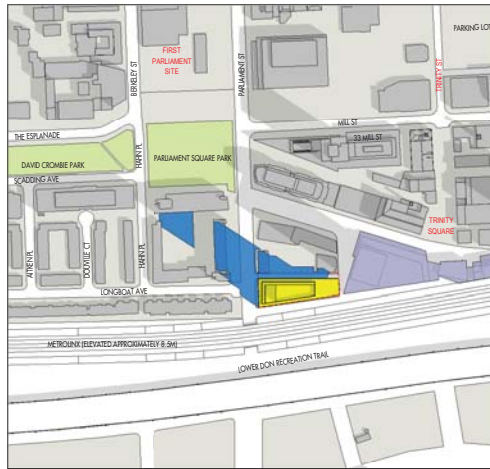 FIRST
PARLIAMENT
SITE
BERKELEY ST
PARLIAMENT ST
TRINITY ST
PARKING LOT
MILL ST
33 MILL ST
THE ESPLANADE
HAHN PL
DAVID CROMBIE PARK
PARLIAMENT SQUARE PARK
SCADDING AVE
TRINITY
SQUARE
AITKEN PL
DOUVILLE CT
HAHN PL
LONGBOAT AVE
METROLINX (ELEVATED APPROXIMATELY 8.5M)
LOWER DON RECREATION TRAIL